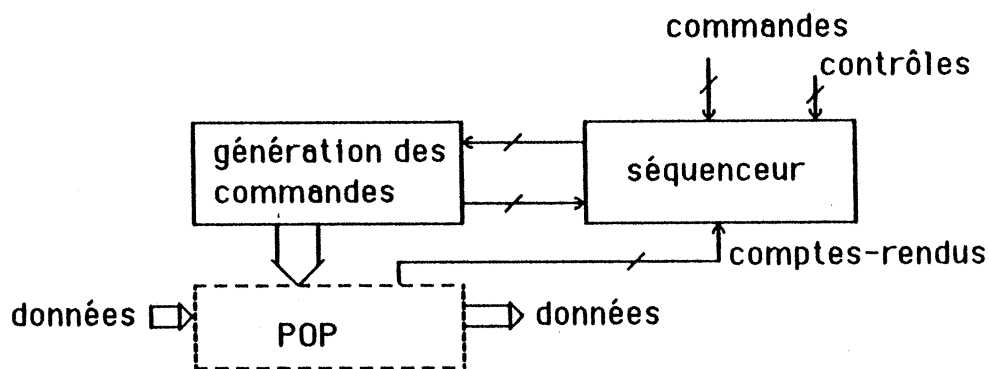 commandes
contrôles
génération des
commandes
séquenceur
comptes-rendus
données
POP
données